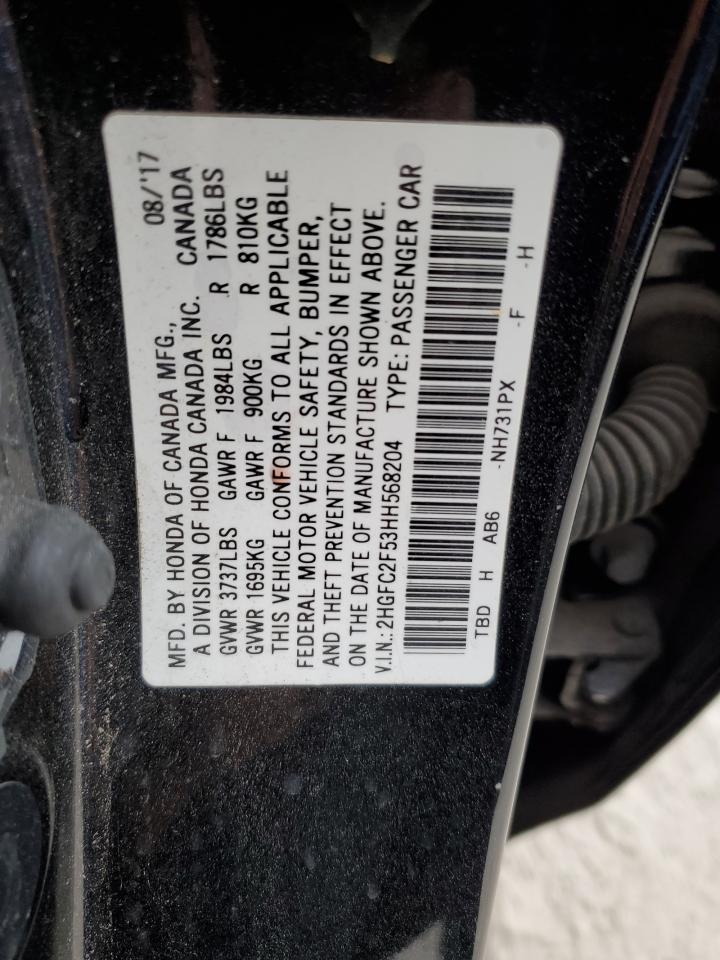 MFD. BY HONDA OF CANADA MFG., 08/'17
A DIVISION OF HONDA CANADA INC. CANADA
GVWR 3737LBS GAWR F 1984LBS R 1786LBS
GVWR 1695KG GAWR F 900KG R 810KG
THIS VEHICLE CONFORMS TO ALL APPLICABLE
FEDERAL MOTOR VEHICLE SAFETY, BUMPER,
AND THEFT PREVENTION STANDARDS IN EFFECT
ON THE DATE OF MANUFACTURE SHOWN ABOVE.
V.I.N.: 2HGFC2F53HH568204 TYPE: PASSENGER CAR
TBD H AB6 -NH731PX -F -H